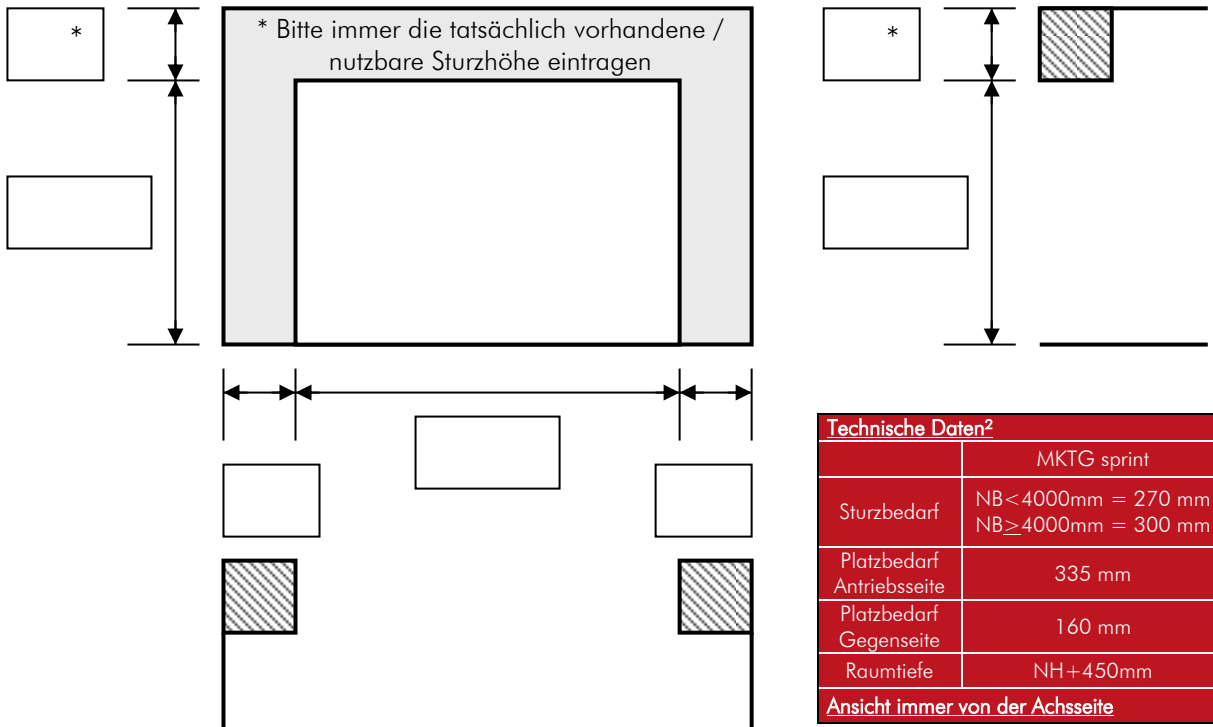 *
* Bitte immer die tatsächlich vorhandene /
nutzbare Sturzhöhe eintragen
*
Technische Daten²
MKTG sprint
Sturzbedarf
NB<4000mm = 270 mm
NB≥4000mm = 300 mm
Platzbedarf
Antriebsseite
335 mm
Platzbedarf
Gegenseite
160 mm
Raumtiefe
NH+450mm
Ansicht immer von der Achsseite